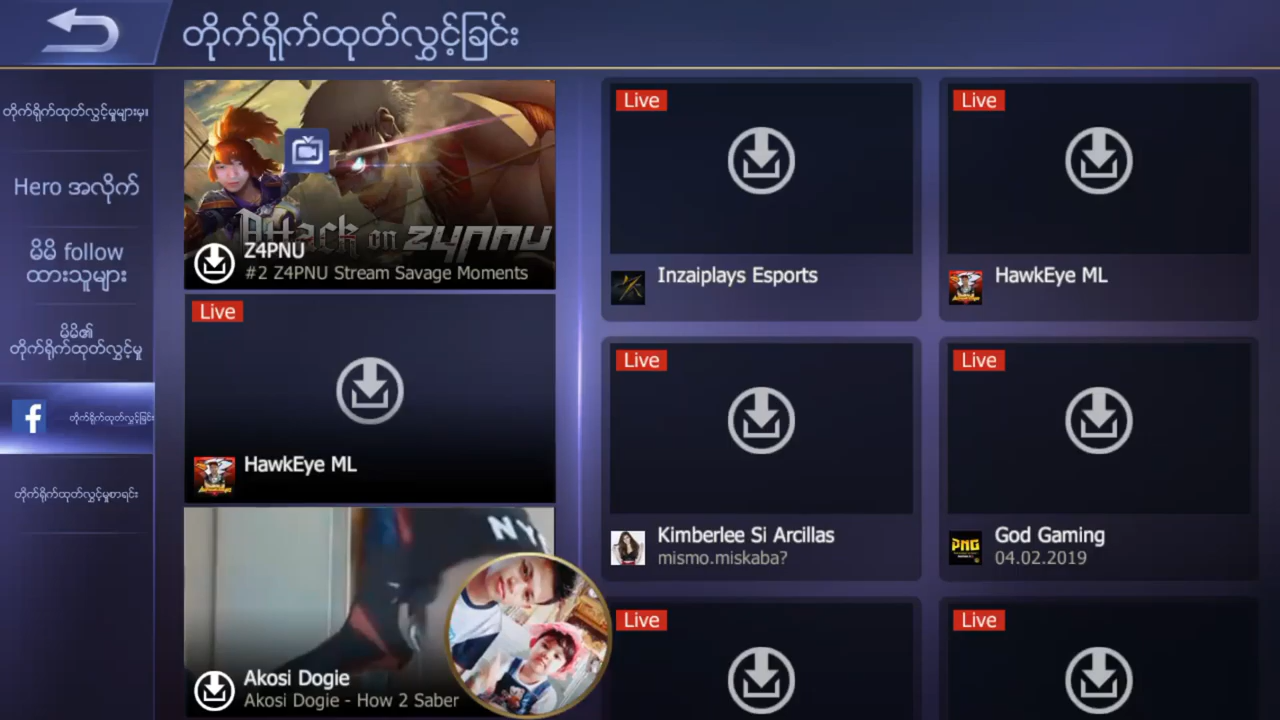 တိုက်ရိုက်ထုတ်လွှင့်ခြင်း
တိုက်ရိုက်ထုတ်လွှင့်မှုများမှ။
Hero အလိုက်
မိမိ follow
ထားသူများ
မိမိ၏
တိုက်ရိုက်ထုတ်လွှင့်မှု
တိုက်ရိုက်ထုတ်လွှင့်ခြင်း
တိုက်ရိုက်ထုတ်လွှင့်မှုစာရင်း
Attack on Z4PNU
Z4PNU
#2 Z4PNU Stream Savage Moments
Live
HawkEye ML
NY
Akosi Dogie
Akosi Dogie - How 2 Saber
Live
Inzaiplays Esports
Live
HawkEye ML
Live
Kimberlee Si Arcillas
mismo.miskaba?
Live
PNG
God Gaming
04.02.2019
Live
Live